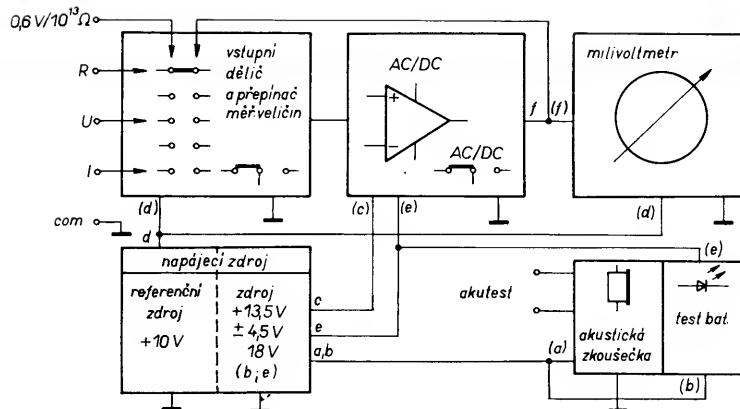 0,6 V/10¹³Ω
R
U
I
vstupní
dělič
a přepínač
měř. veličin
AC/DC
+
−
AC/DC
f
(f)
milivoltmetr
(d)
(c)
(e)
(d)
com
d
(e)
napájecí zdroj
referenční
zdroj
+10 V
zdroj
+13,5 V
± 4,5 V
18 V
(b, e)
c
e
a,b
akutest
(a)
akustická
zkoušečka
test bat.
(b)